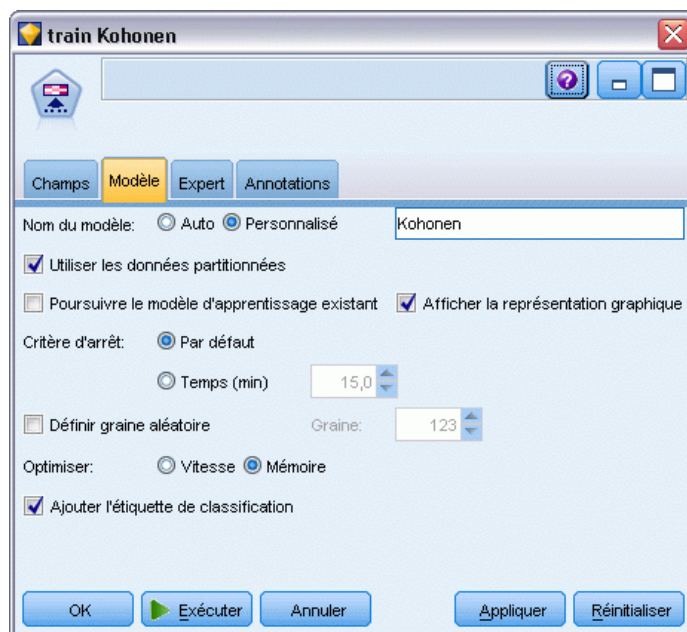 train Kohonen
Champs Modèle Expert Annotations
Nom du modèle: Auto Personnalisé Kohonen
Utiliser les données partitionnées
Poursuivre le modèle d'apprentissage existant Afficher la représentation graphique
Critère d'arrêt: Par défaut
Temps (min) 15,0
Définir graine aléatoire Graine: 123
Optimiser: Vitesse Mémoire
Ajouter l'étiquette de classification
OK Exécuter Annuler Appliquer Réinitialiser